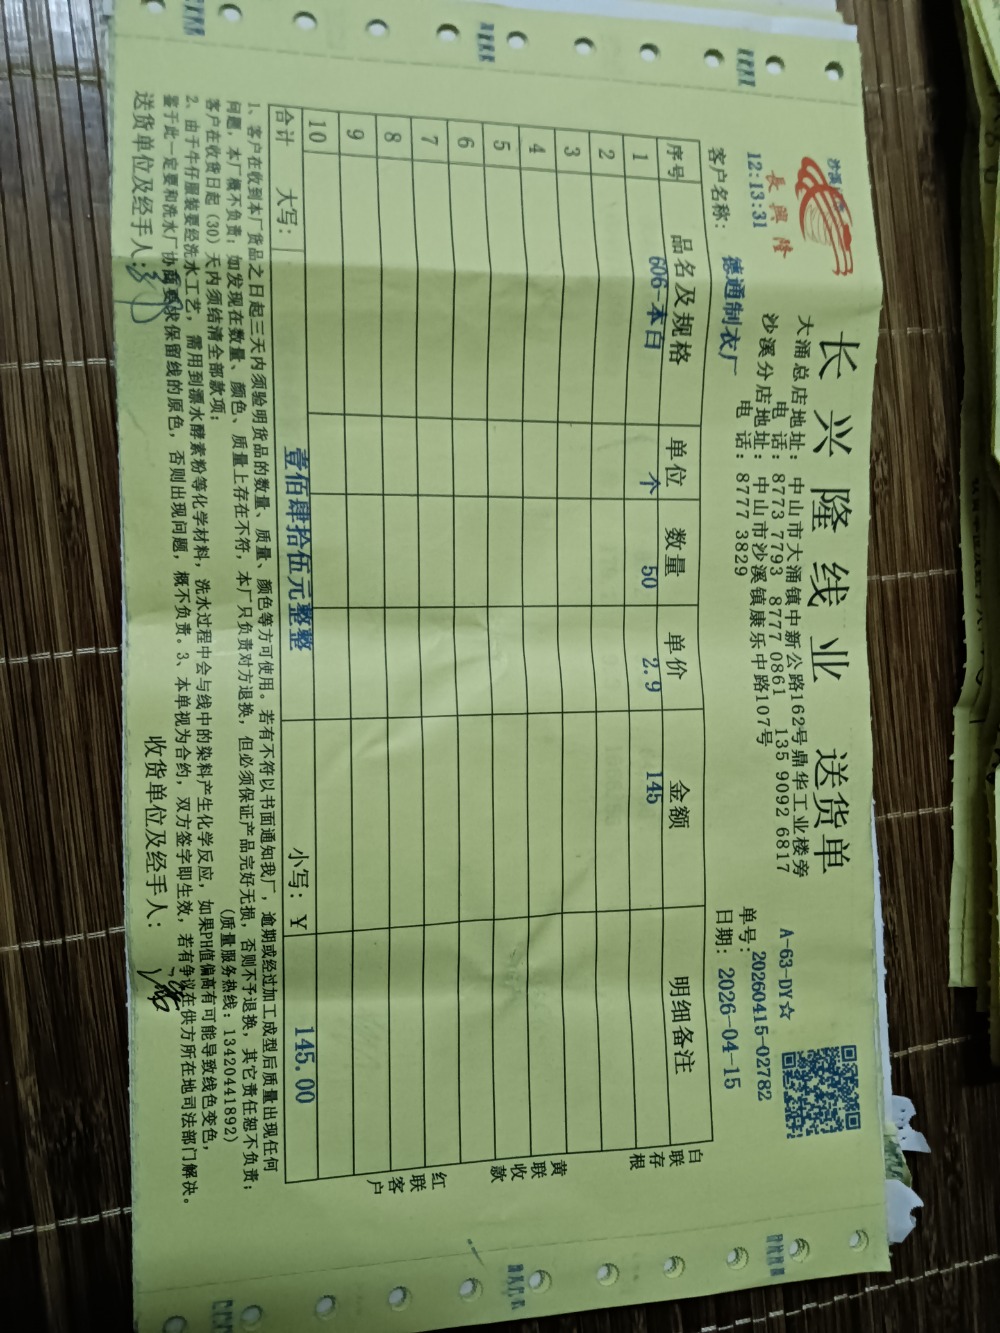 长兴隆线业 送货单
長興隆
12:13:31
大涌总店地址：中山市大涌镇中新公路162号鼎华工业楼旁
电话：8773 7793 8777 0861 135 9092 6817
沙溪分店地址：中山市沙溪镇康乐中路107号
电话：8777 3829
A-63-DY☆
单号：20260415-02782
客户名称：德通制衣厂
日期：2026-04-15
序号 品名及规格 单位 数量 单价 金额 明细备注
1 606-本白 个 50 2.9 145
2
3
4
5
6
7
8
9
10
合计 大写：壹佰肆拾伍元整整 小写：￥ 145.00
白联存根
黄联收款
红联客户
1、客户在收到本厂货品之日起三天内须验明货品的数量、质量、颜色等方可使用。若有不符以书面通知我厂，逾期或经过加工成型后质量出现任何
问题，本厂概不负责；如发现在数量、颜色、质量上存在不符，本厂只负责对方退换，但必须保证产品完好无损，否则不予退换，其它责任恕不负责；
客户在收货日起（30）天内须结清全部款项； （质量服务热线：13420441892）
2、由于牛仔服装要经洗水工艺，需用到漂水酵素粉等化学材料，洗水过程中会与线中的染料产生化学反应，如果PH值偏高有可能导致线色变色，
鉴于此一定要和洗水厂协商要求保留线的原色，否则出现问题，概不负责。3、本单视为合约，双方签字即生效，若有争议在供方所在地司法部门解决。
送货单位及经手人： 收货单位及经手人：